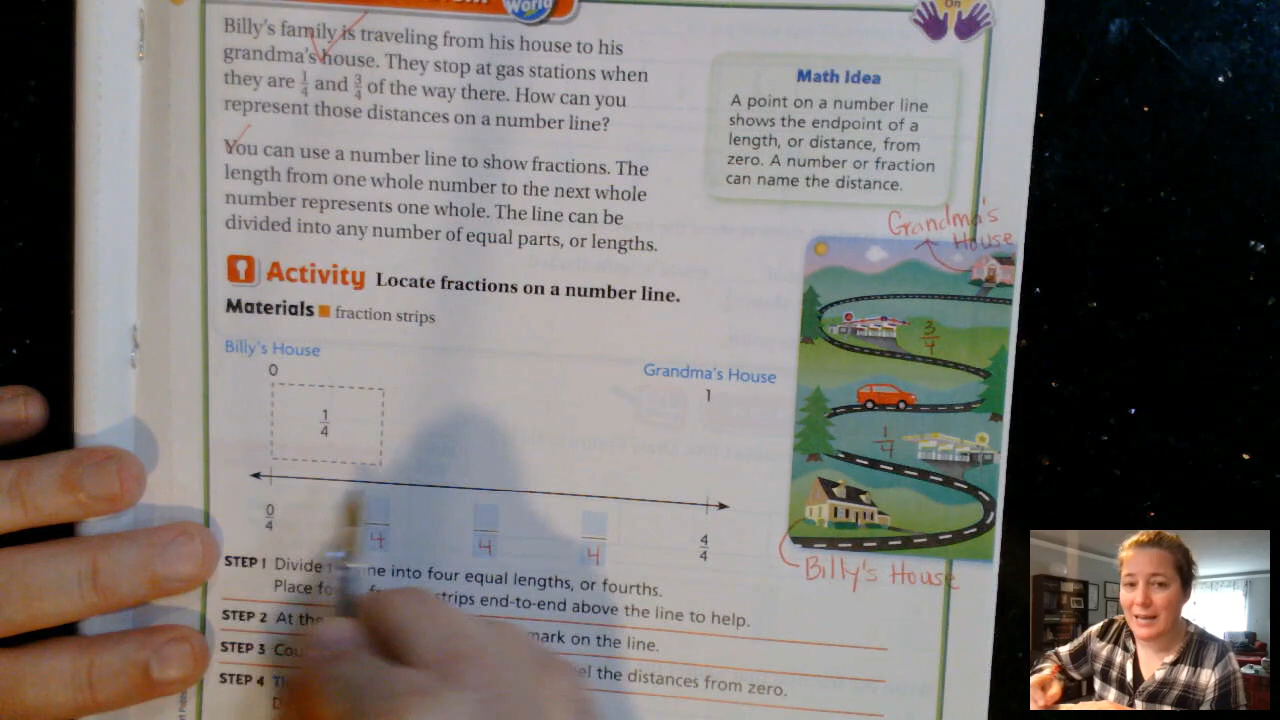 World
On
Billy's family is traveling from his house to his
grandma's house. They stop at gas stations when
they are 1/4 and 3/4 of the way there. How can you
represent those distances on a number line?
You can use a number line to show fractions. The
length from one whole number to the next whole
number represents one whole. The line can be
divided into any number of equal parts, or lengths.
Math Idea
A point on a number line
shows the endpoint of a
length, or distance, from
zero. A number or fraction
can name the distance.
Grandma's
House
3/4
1/4
Billy's House
Activity Locate fractions on a number line.
Materials fraction strips
Billy's House
Grandma's House
0
1
1/4
0/4
4
4
4
4/4
STEP 1 Divide line into four equal lengths, or fourths.
Place strips end-to-end above the line to help.
STEP 2 At the mark on the line.
STEP 3 the distances from zero.
STEP 4